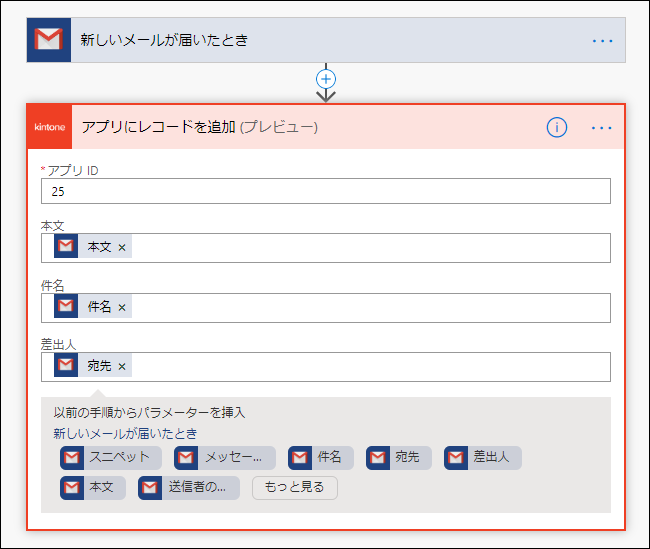 新しいメールが届いたとき
kintone アプリにレコードを追加 (プレビュー)
* アプリ ID
25
本文
本文 ×
件名
件名 ×
差出人
宛先 ×
以前の手順からパラメーターを挿入
新しいメールが届いたとき
スニペット メッセー... 件名 宛先 差出人
本文 送信者の... もっと見る